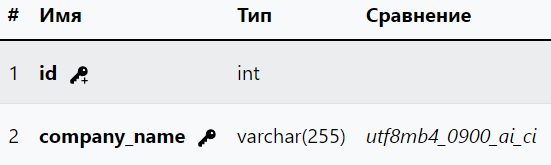 # Имя Тип Сравнение
1 id int
2 company_name varchar(255) utf8mb4_0900_ai_ci